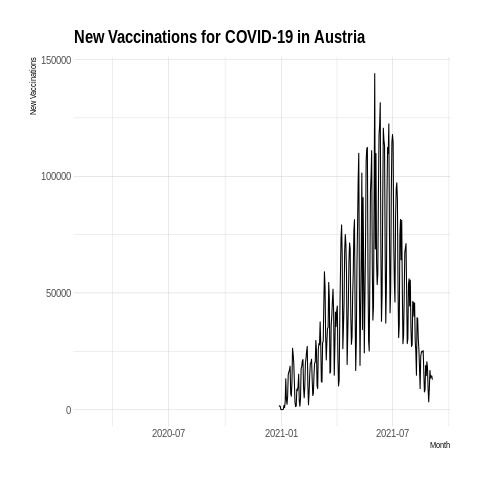 New Vaccinations for COVID-19 in Austria
New Vaccinations
150000
100000
50000
0
2020-07 2021-01 2021-07
Month